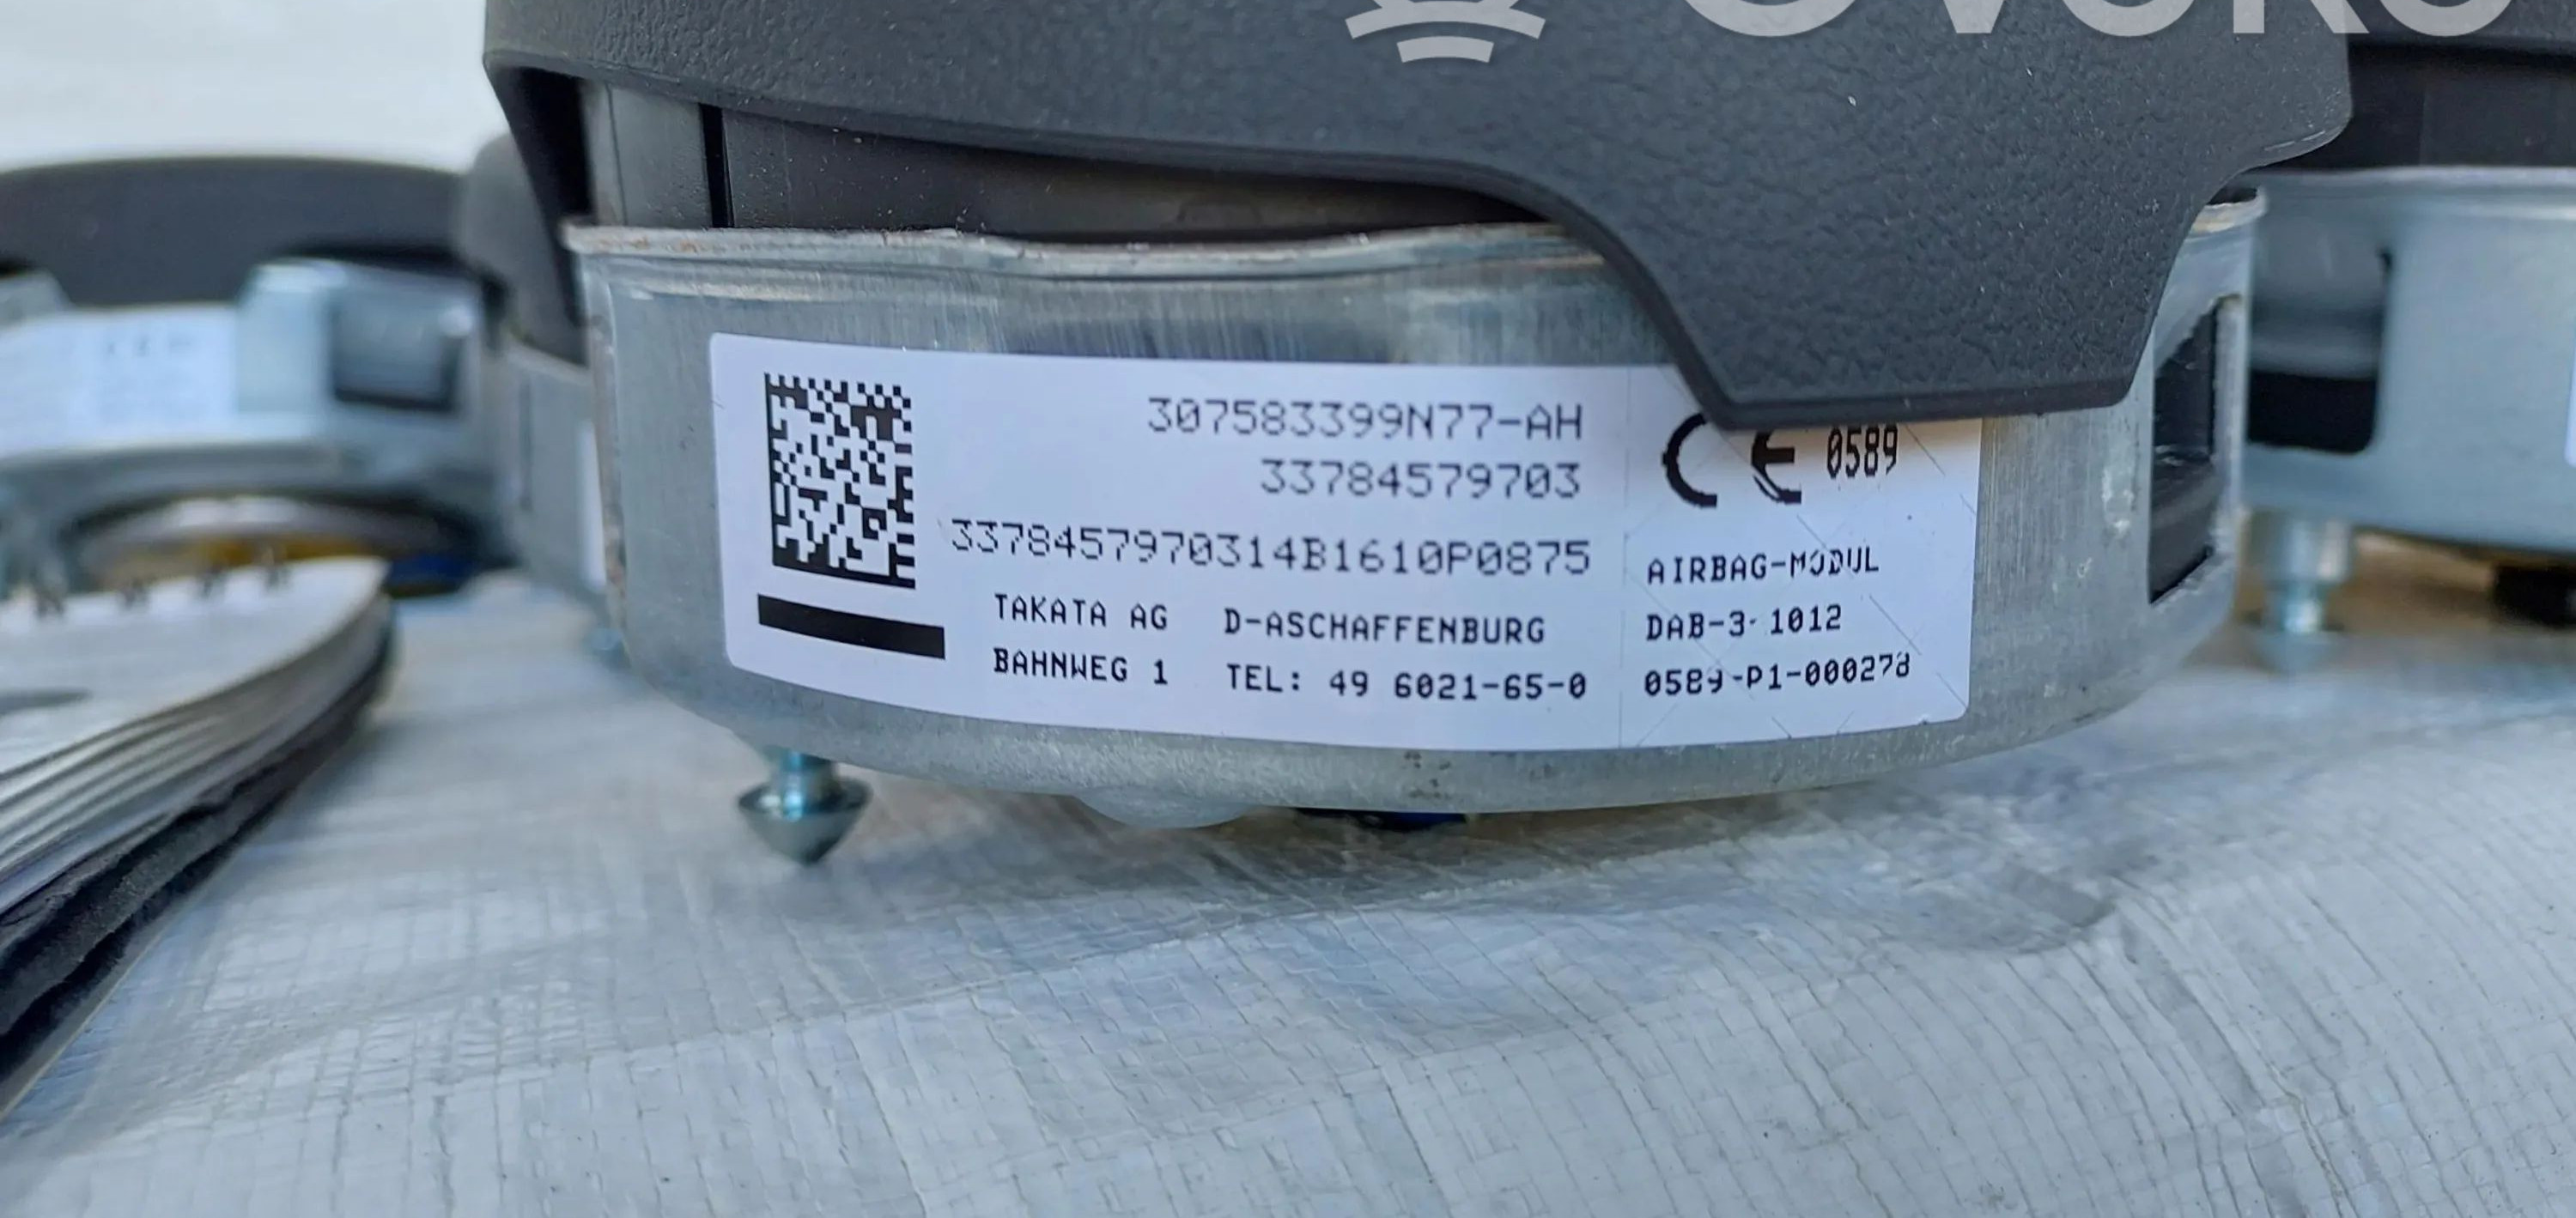 307583399N77-AH
33784579703
3378457970314B1610P0875
TAKATA AG D-ASCHAFFENBURG
BAHNWEG 1 TEL: 49 6021-65-0
CE 0589
AIRBAG-MODUL
DAB-3-1012
0589-P1-000278